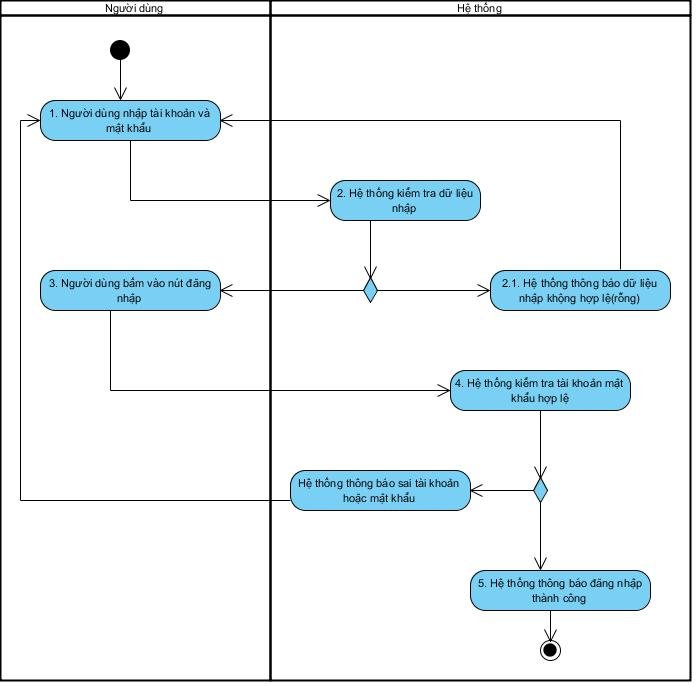 Người dùng
Hệ thống
1. Người dùng nhập tài khoản và
mật khẩu
2. Hệ thống kiểm tra dữ liệu
nhập
3. Người dùng bấm vào nút đăng
nhập
2.1. Hệ thống thông báo dữ liệu
nhập không hợp lệ(rỗng)
4. Hệ thống kiểm tra tài khoản mật
khẩu hợp lệ
Hệ thống thông báo sai tài khoản
hoặc mật khẩu
5. Hệ thống thông báo đăng nhập
thành công